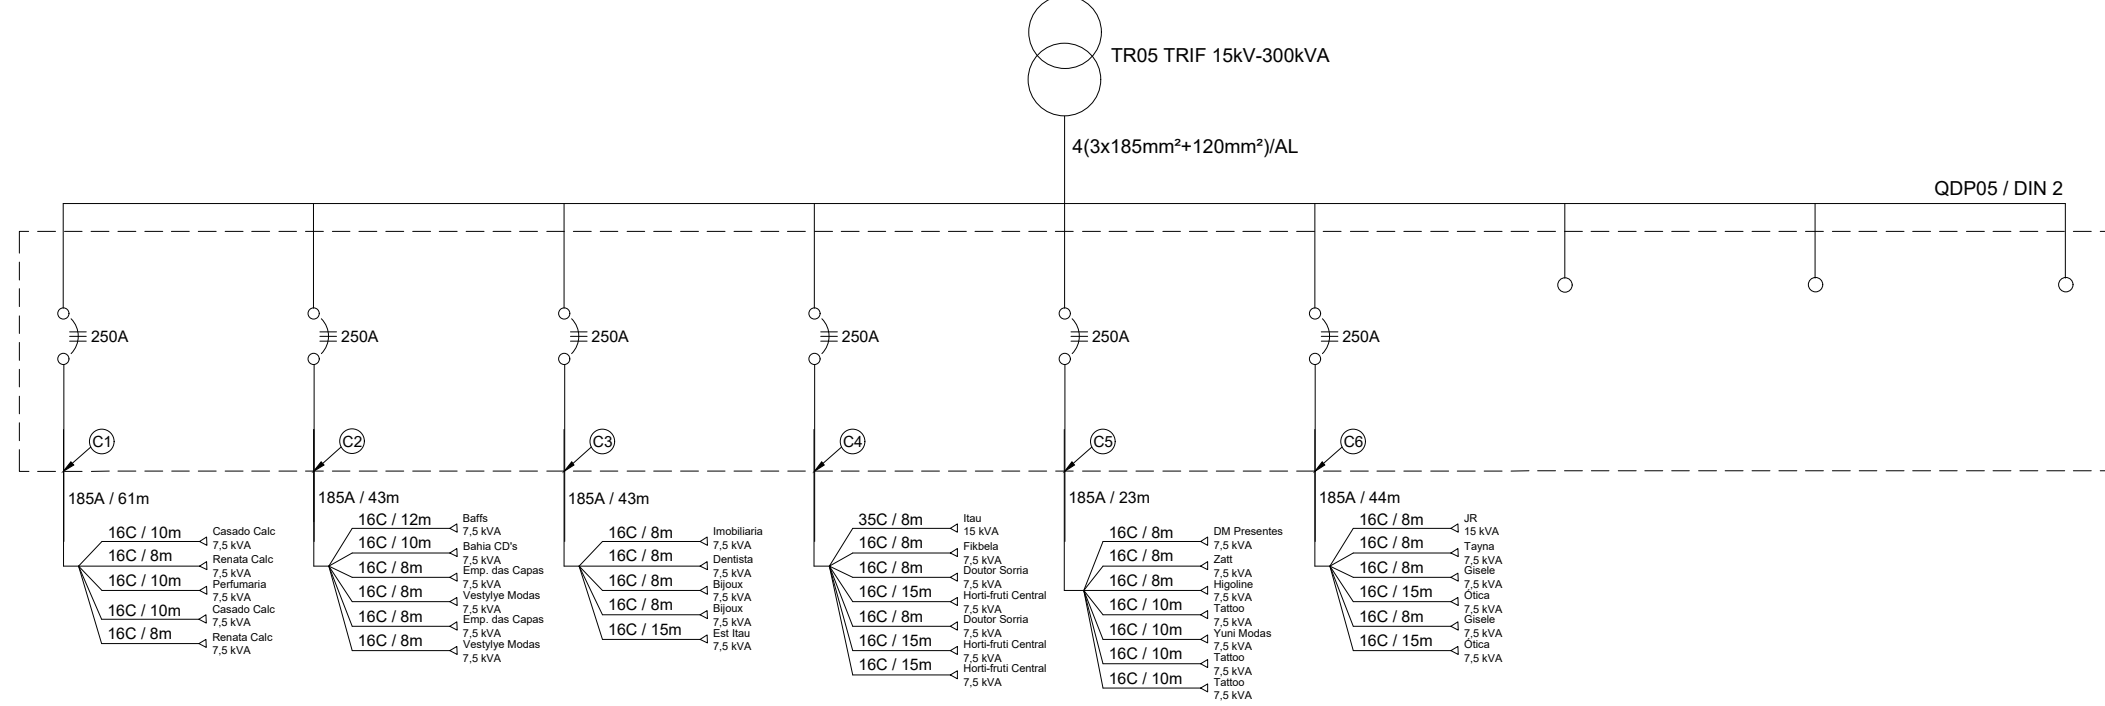 TR05 TRIF 15kV-300kVA
4(3x185mm²+120mm²)/AL
QDP05 / DIN 2
250A
250A
250A
250A
250A
250A
C1
C2
C3
C4
C5
C6
185A / 61m
16C / 10m
Casado Calc
7,5 kVA
16C / 8m
Renata Calc
7,5 kVA
16C / 10m
Perfumaria
7,5 kVA
16C / 10m
Casado Calc
7,5 kVA
16C / 8m
Renata Calc
7,5 kVA
185A / 43m
16C / 12m
Baffs
7,5 kVA
16C / 10m
Bahia CD's
7,5 kVA
16C / 8m
Emp. das Capas
7,5 kVA
16C / 8m
Vestylye Modas
7,5 kVA
16C / 8m
Emp. das Capas
7,5 kVA
16C / 8m
Vestylye Modas
7,5 kVA
185A / 43m
16C / 8m
Imobiliaria
7,5 kVA
16C / 8m
Dentista
7,5 kVA
16C / 8m
Bijoux
7,5 kVA
16C / 8m
Bijoux
7,5 kVA
16C / 15m
Est Itau
7,5 kVA
35C / 8m
Itau
15 kVA
16C / 8m
Fikbela
7,5 kVA
16C / 8m
Doutor Sorria
7,5 kVA
16C / 15m
Horti-fruti Central
7,5 kVA
16C / 8m
Doutor Sorria
7,5 kVA
16C / 15m
Horti-fruti Central
7,5 kVA
16C / 15m
Horti-fruti Central
7,5 kVA
185A / 23m
16C / 8m
DM Presentes
7,5 kVA
16C / 8m
Zatt
7,5 kVA
16C / 8m
Higoline
7,5 kVA
16C / 10m
Tattoo
7,5 kVA
16C / 10m
Yuni Modas
7,5 kVA
16C / 10m
Tattoo
7,5 kVA
16C / 10m
Tattoo
7,5 kVA
185A / 44m
16C / 8m
JR
15 kVA
16C / 8m
Tayna
7,5 kVA
16C / 8m
Gisele
7,5 kVA
16C / 15m
Ótica
7,5 kVA
16C / 8m
Gisele
7,5 kVA
16C / 15m
Ótica
7,5 kVA